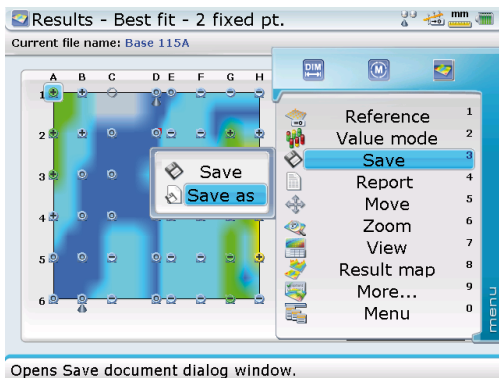 Results - Best fit - 2 fixed pt.
mm
Current file name: Base 115A
DIM
M
A B C D E F G H
1
2
3
4
5
6
Save
Save as
Reference 1
Value mode 2
Save 3
Report 4
Move 5
Zoom 6
View 7
Result map 8
More... 9
Menu 0
menu
Opens Save document dialog window.